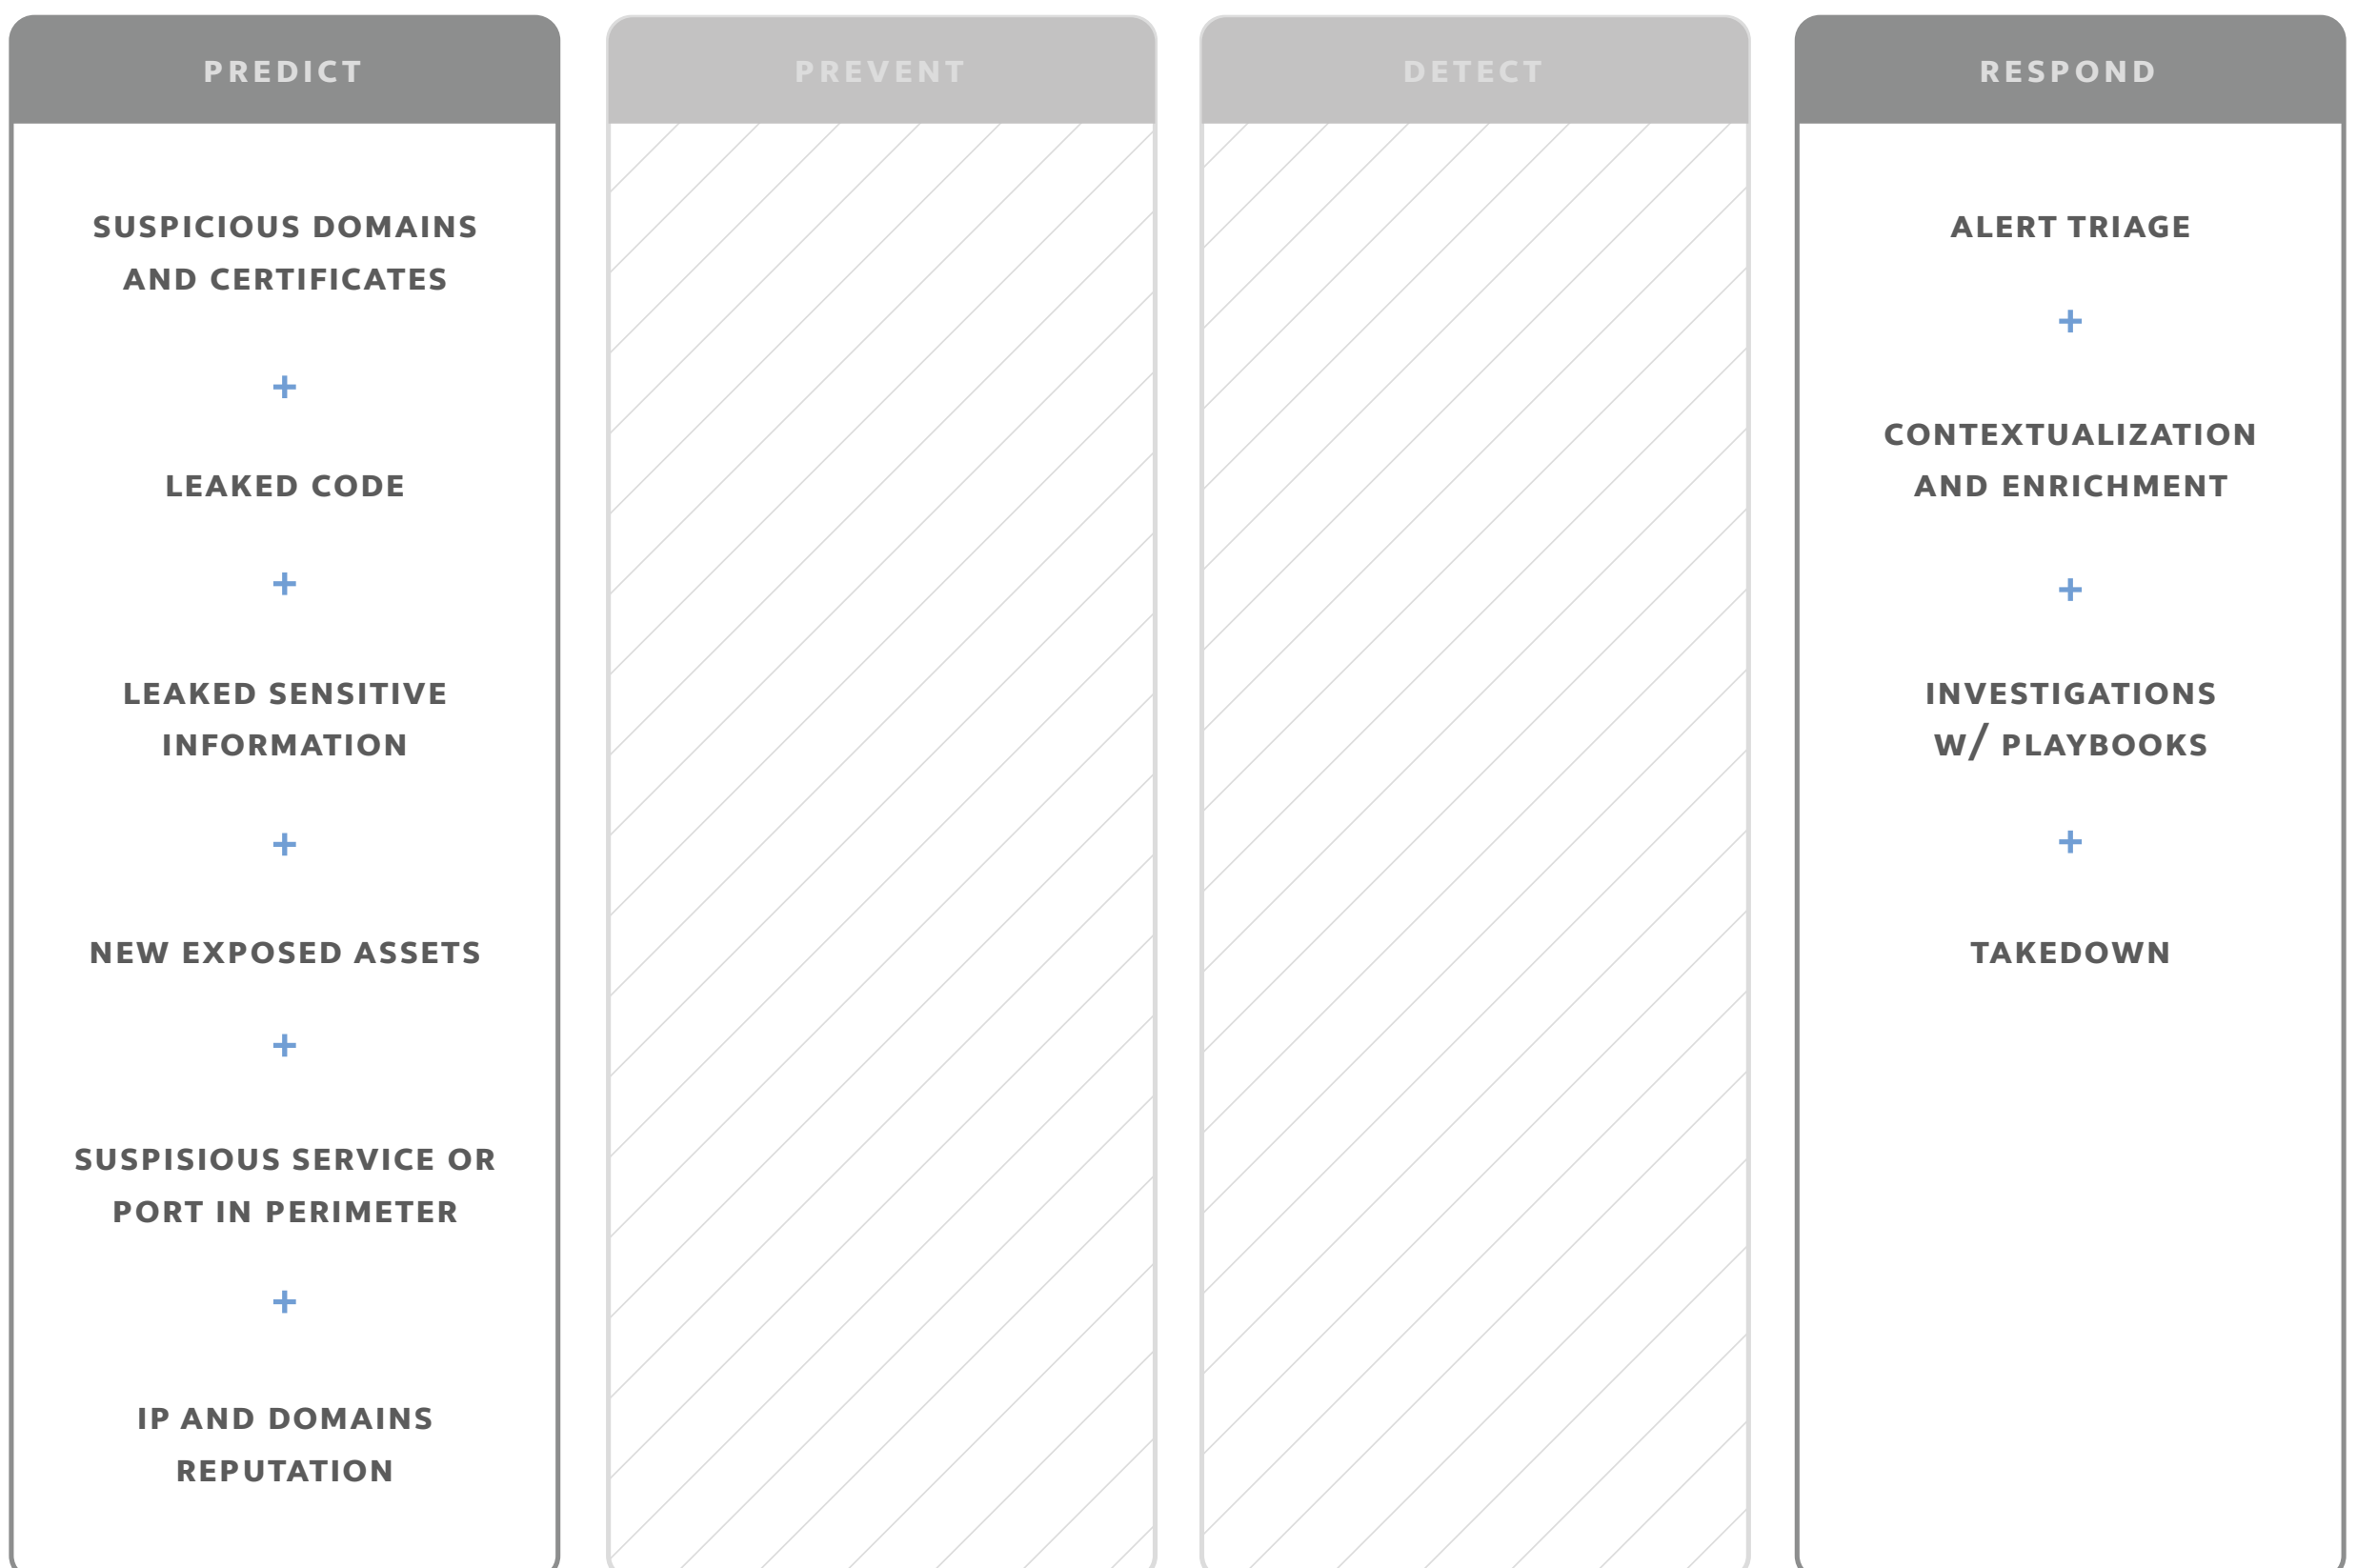 PREDICT
SUSPICIOUS DOMAINS
AND CERTIFICATES
+
LEAKED CODE
+
LEAKED SENSITIVE
INFORMATION
+
NEW EXPOSED ASSETS
+
SUSPISIOUS SERVICE OR
PORT IN PERIMETER
+
IP AND DOMAINS
REPUTATION
PREVENT
DETECT
RESPOND
ALERT TRIAGE
+
CONTEXTUALIZATION
AND ENRICHMENT
+
INVESTIGATIONS
W/ PLAYBOOKS
+
TAKEDOWN